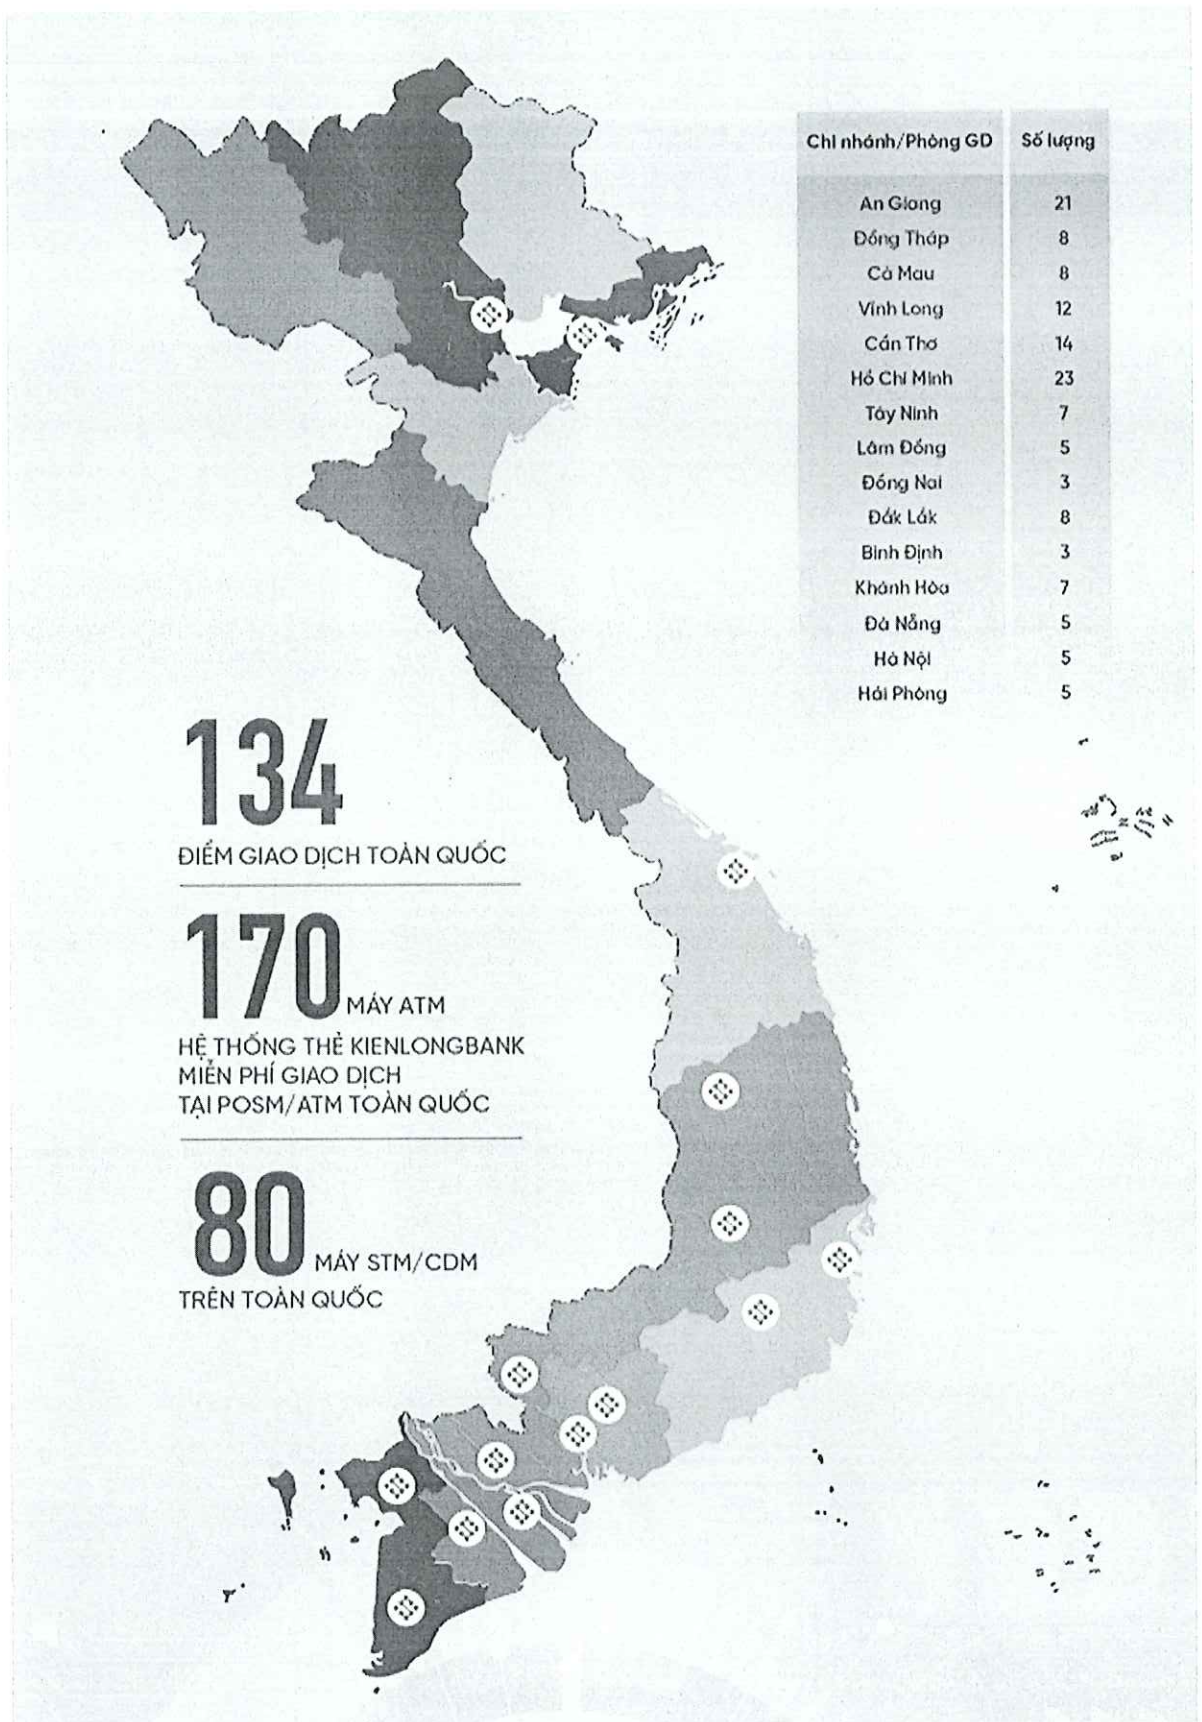 Chi nhánh/Phòng GD Số lượng
An Giang 21
Đồng Tháp 8
Cà Mau 8
Vĩnh Long 12
Cần Thơ 14
Hồ Chí Minh 23
Tây Ninh 7
Lâm Đồng 5
Đồng Nai 3
Đắk Lắk 8
Bình Định 3
Khánh Hòa 7
Đà Nẵng 5
Hà Nội 5
Hải Phòng 5
134
ĐIỂM GIAO DỊCH TOÀN QUỐC
170 MÁY ATM
HỆ THỐNG THẺ KIENLONGBANK
MIỄN PHÍ GIAO DỊCH
TẠI POSM/ATM TOÀN QUỐC
80 MÁY STM/CDM
TRÊN TOÀN QUỐC